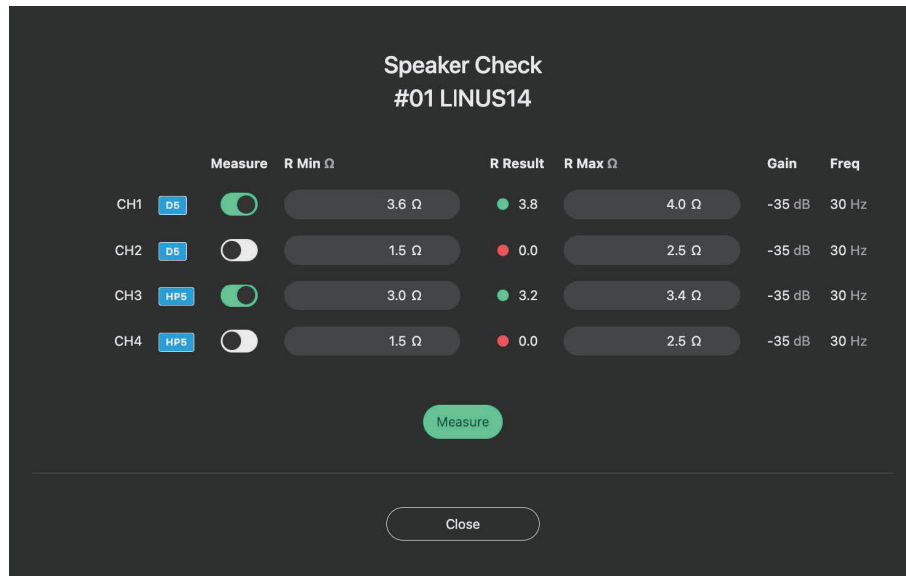 Speaker Check
#01 LINUS14
Measure R Min Ω R Result R Max Ω Gain Freq
CH1 D5 3.6 Ω 3.8 4.0 Ω -35 dB 30 Hz
CH2 D5 1.5 Ω 0.0 2.5 Ω -35 dB 30 Hz
CH3 HP5 3.0 Ω 3.2 3.4 Ω -35 dB 30 Hz
CH4 HP5 1.5 Ω 0.0 2.5 Ω -35 dB 30 Hz
Measure
Close